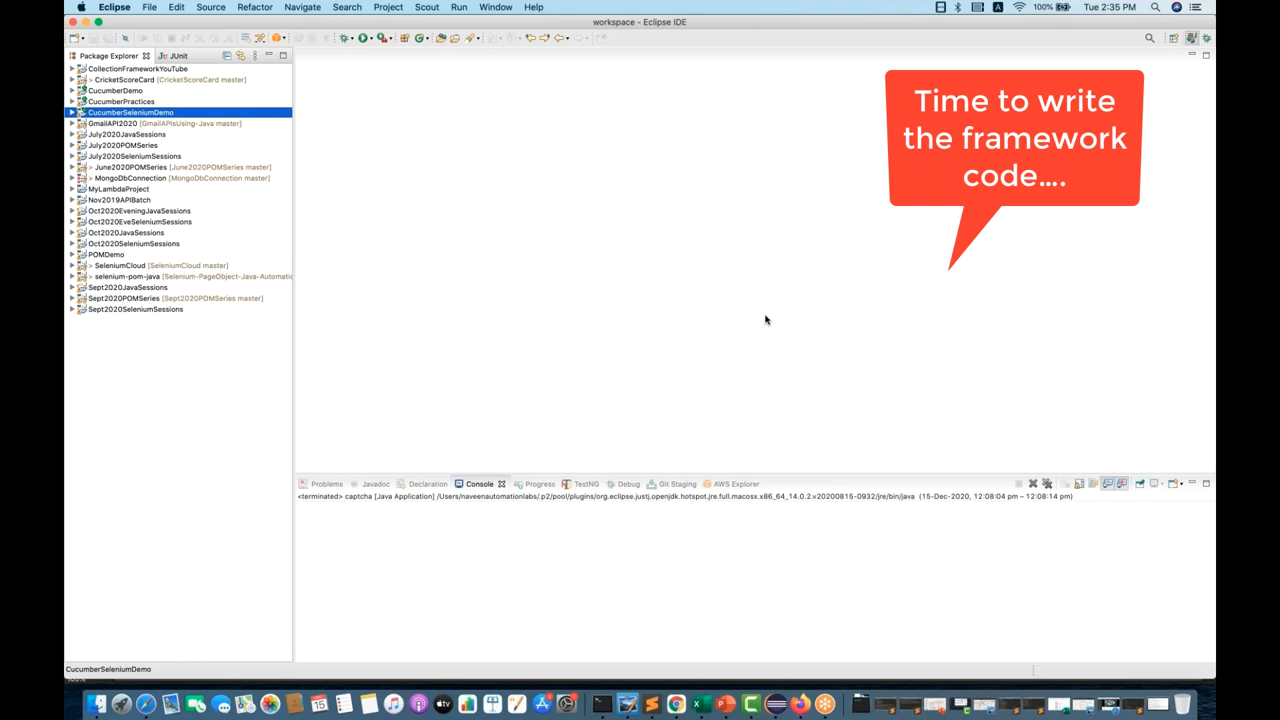 Eclipse File Edit Source Refactor Navigate Search Project Scout Run Window Help 100% A Tue 2:35 PM
workspace - Eclipse IDE
Package Explorer JUnit
CollectionFrameworkYouTube
> CricketScoreCard [CricketScoreCard master]
CucumberDemo
CucumberPractices
CucumberSeleniumDemo
GmailAPI2020 [GmailAPIsUsing-Java master]
July2020JavaSessions
July2020POMSeries
July2020SeleniumSessions
> June2020POMSeries [June2020POMSeries master]
> MongoDbConnection [MongoDbConnection master]
MyLambdaProject
Nov2019APIBatch
Oct2020EveningJavaSessions
Oct2020EveSeleniumSessions
Oct2020JavaSessions
Oct2020SeleniumSessions
POMDemo
> SeleniumCloud [SeleniumCloud master]
> selenium-pom-java [Selenium-PageObject-Java-Automatic
Sept2020JavaSessions
> Sept2020POMSeries [Sept2020POMSeries master]
Sept2020SeleniumSessions
Time to write
the framework
code....
Problems Javadoc Declaration Console Progress TestNG Debug Git Staging AWS Explorer
<terminated> captcha [Java Application] /Users/naveenautomationlabs/.p2/pool/plugins/org.eclipse.justj.openjdk.hotspot.jre.full.macosx.x86_64_14.0.2.v20200815-0932/jre/bin/java (15-Dec-2020, 12:08:04 pm – 12:08:14 pm)
CucumberSeleniumDemo